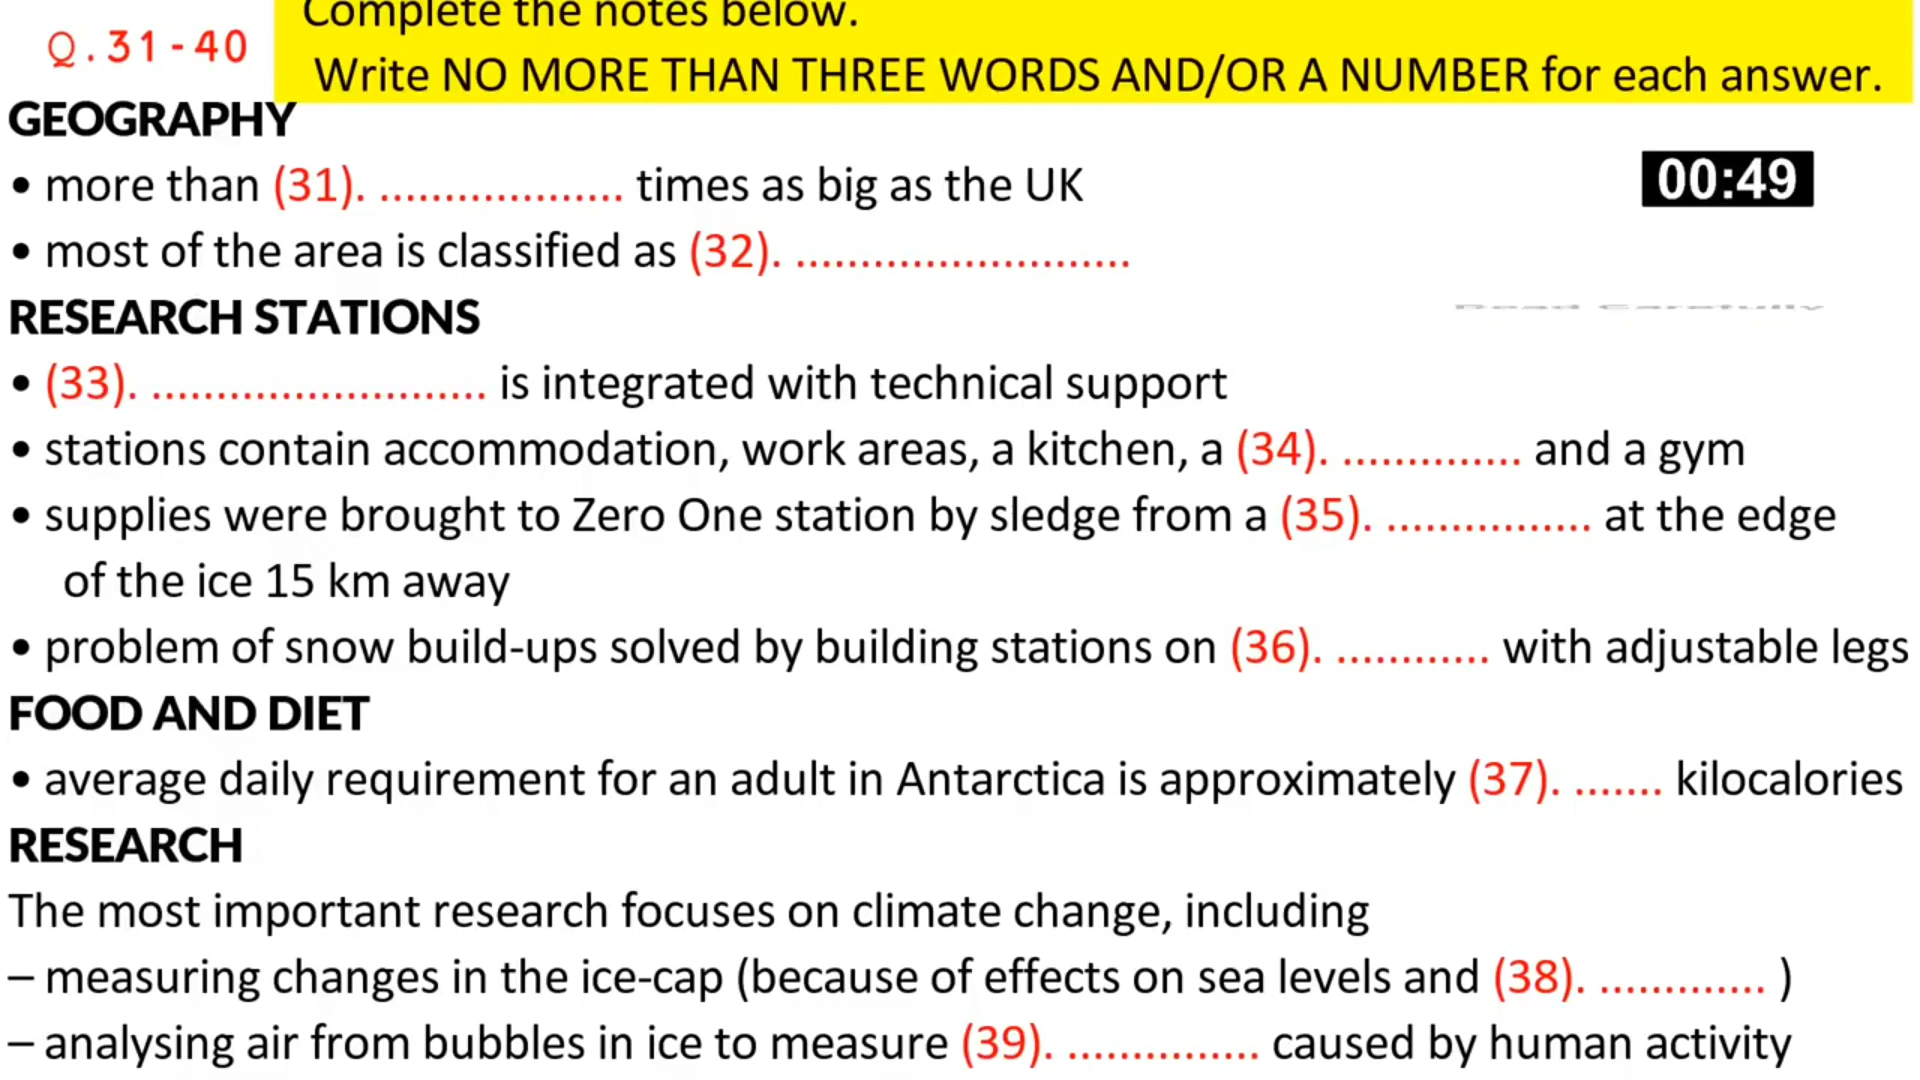 Complete the notes below.
Q.31-40
Write NO MORE THAN THREE WORDS AND/OR A NUMBER for each answer.
GEOGRAPHY
• more than (31). ................... times as big as the UK
00:49
• most of the area is classified as (32). ..........................
RESEARCH STATIONS
Read Carefully
• (33). .......................... is integrated with technical support
• stations contain accommodation, work areas, a kitchen, a (34). .............. and a gym
• supplies were brought to Zero One station by sledge from a (35). ................ at the edge
of the ice 15 km away
• problem of snow build-ups solved by building stations on (36). ............ with adjustable legs
FOOD AND DIET
• average daily requirement for an adult in Antarctica is approximately (37). ....... kilocalories
RESEARCH
The most important research focuses on climate change, including
– measuring changes in the ice-cap (because of effects on sea levels and (38). ............. )
– analysing air from bubbles in ice to measure (39). ............... caused by human activity